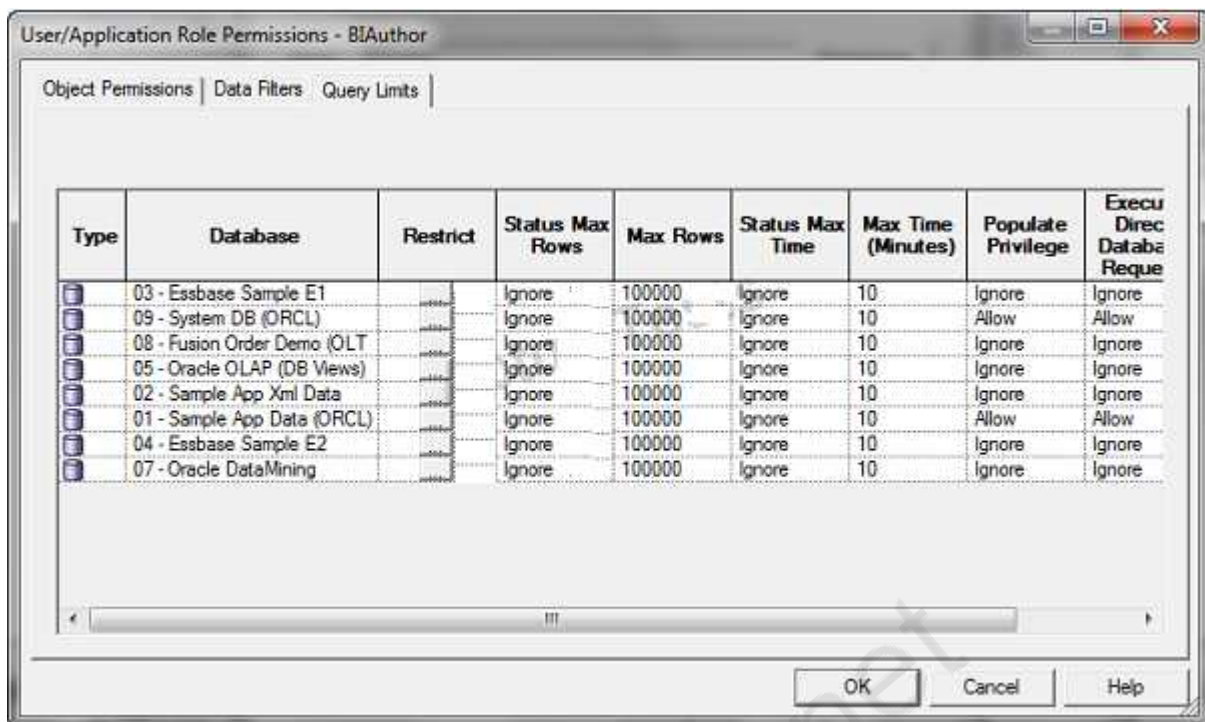 User/Application Role Permissions - BIAuthor
Object Permissions Data Filters Query Limits
Type Database Restrict Status Max Rows Max Rows Status Max Time Max Time (Minutes) Populate Privilege Execu Direc Databa Reque
03 - Essbase Sample E1 Ignore 100000 Ignore 10 Ignore Ignore
09 - System DB (ORCL) Ignore 100000 Ignore 10 Allow Allow
08 - Fusion Order Demo (OLT Ignore 100000 Ignore 10 Ignore Ignore
05 - Oracle OLAP (DB Views) Ignore 100000 Ignore 10 Ignore Ignore
02 - Sample App Xml Data Ignore 100000 Ignore 10 Ignore Ignore
01 - Sample App Data (ORCL) Ignore 100000 Ignore 10 Allow Allow
04 - Essbase Sample E2 Ignore 100000 Ignore 10 Ignore Ignore
07 - Oracle DataMining Ignore 100000 Ignore 10 Ignore Ignore
OK Cancel Help